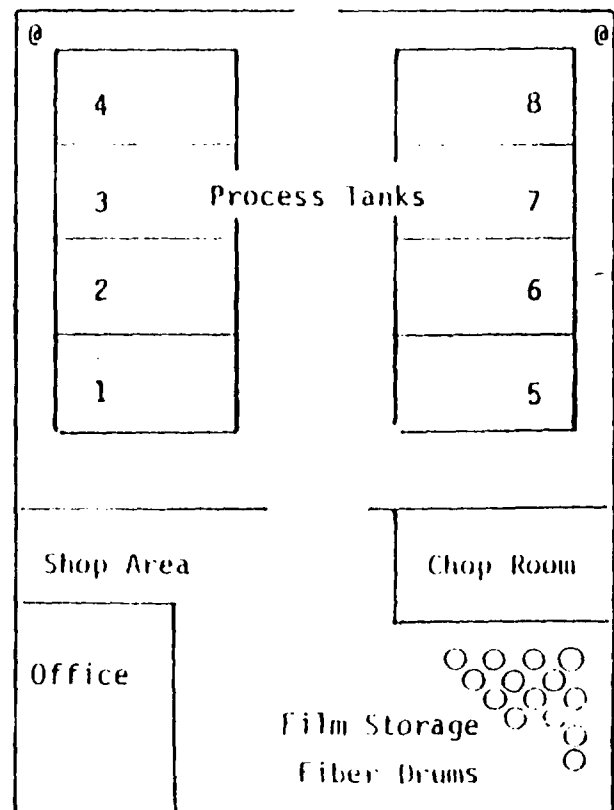 @ @
4 8
3 Process Tanks 7
2 6
1 5
Shop Area Chop Room
Office
Film Storage
Fiber Drums